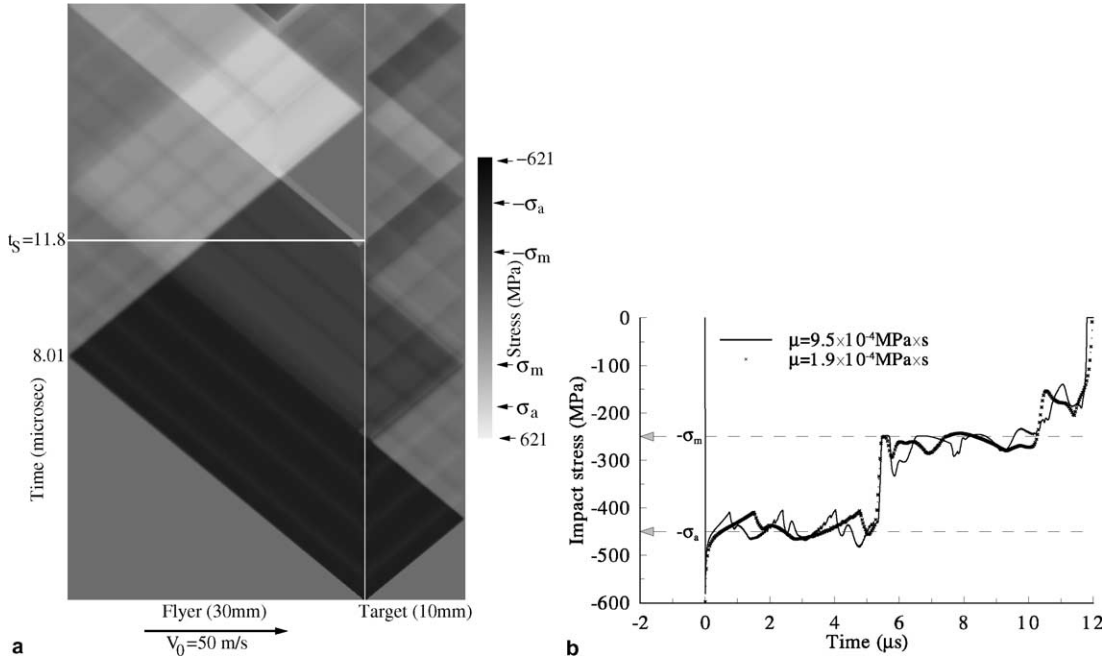 tS=11.8
8.01
Time (microsec)
Flyer (30mm)
Target (10mm)
V0=50 m/s
a
−621
−σa
−σm
Stress (MPa)
σm
σa
621
μ=9.5×10-4MPa×s
μ=1.9×10-4MPa×s
0
-100
-200
-300
-400
-500
-600
Impact stress (MPa)
-σm
-σa
-2
0
2
4
6
8
10
12
Time (μs)
b